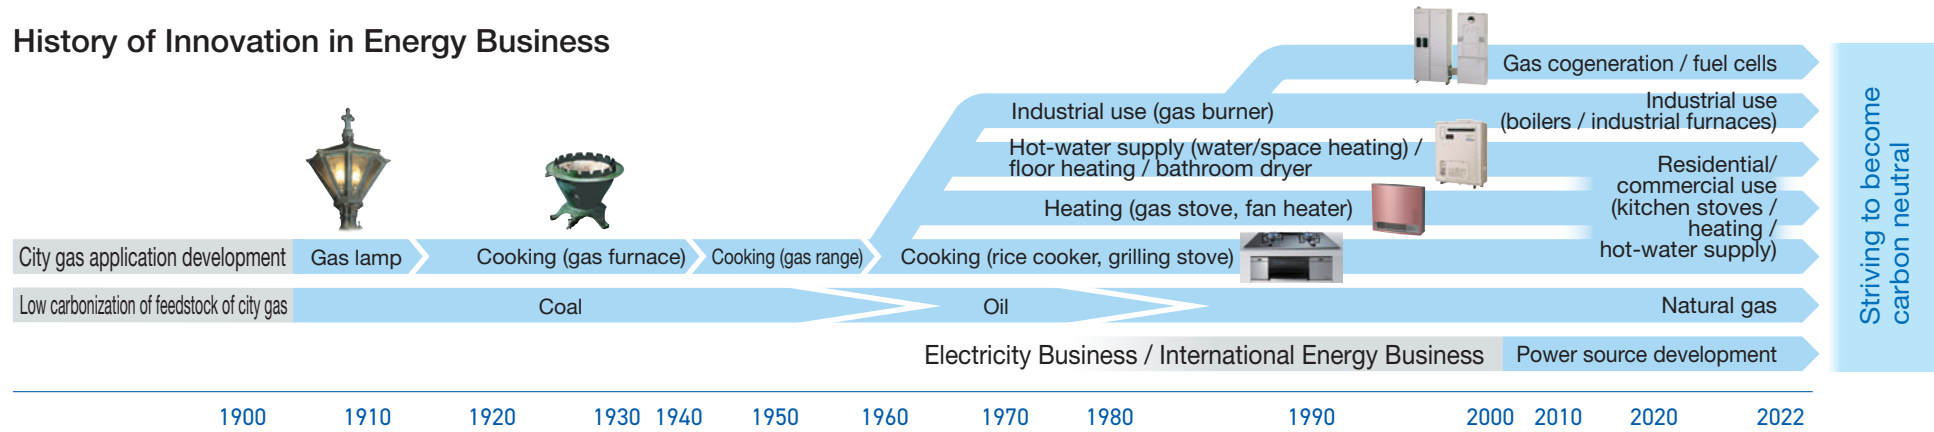 History of Innovation in Energy Business
Gas cogeneration / fuel cells
Industrial use (gas burner)
Industrial use
(boilers / industrial furnaces)
Hot-water supply (water/space heating) /
floor heating / bathroom dryer
Heating (gas stove, fan heater)
Residential/
commercial use
(kitchen stoves /
heating /
hot-water supply)
City gas application development
Gas lamp
Cooking (gas furnace)
Cooking (gas range)
Cooking (rice cooker, grilling stove)
Low carbonization of feedstock of city gas
Coal
Oil
Natural gas
Electricity Business / International Energy Business
Power source development
Striving to become
carbon neutral
1900
1910
1920
1930
1940
1950
1960
1970
1980
1990
2000
2010
2020
2022